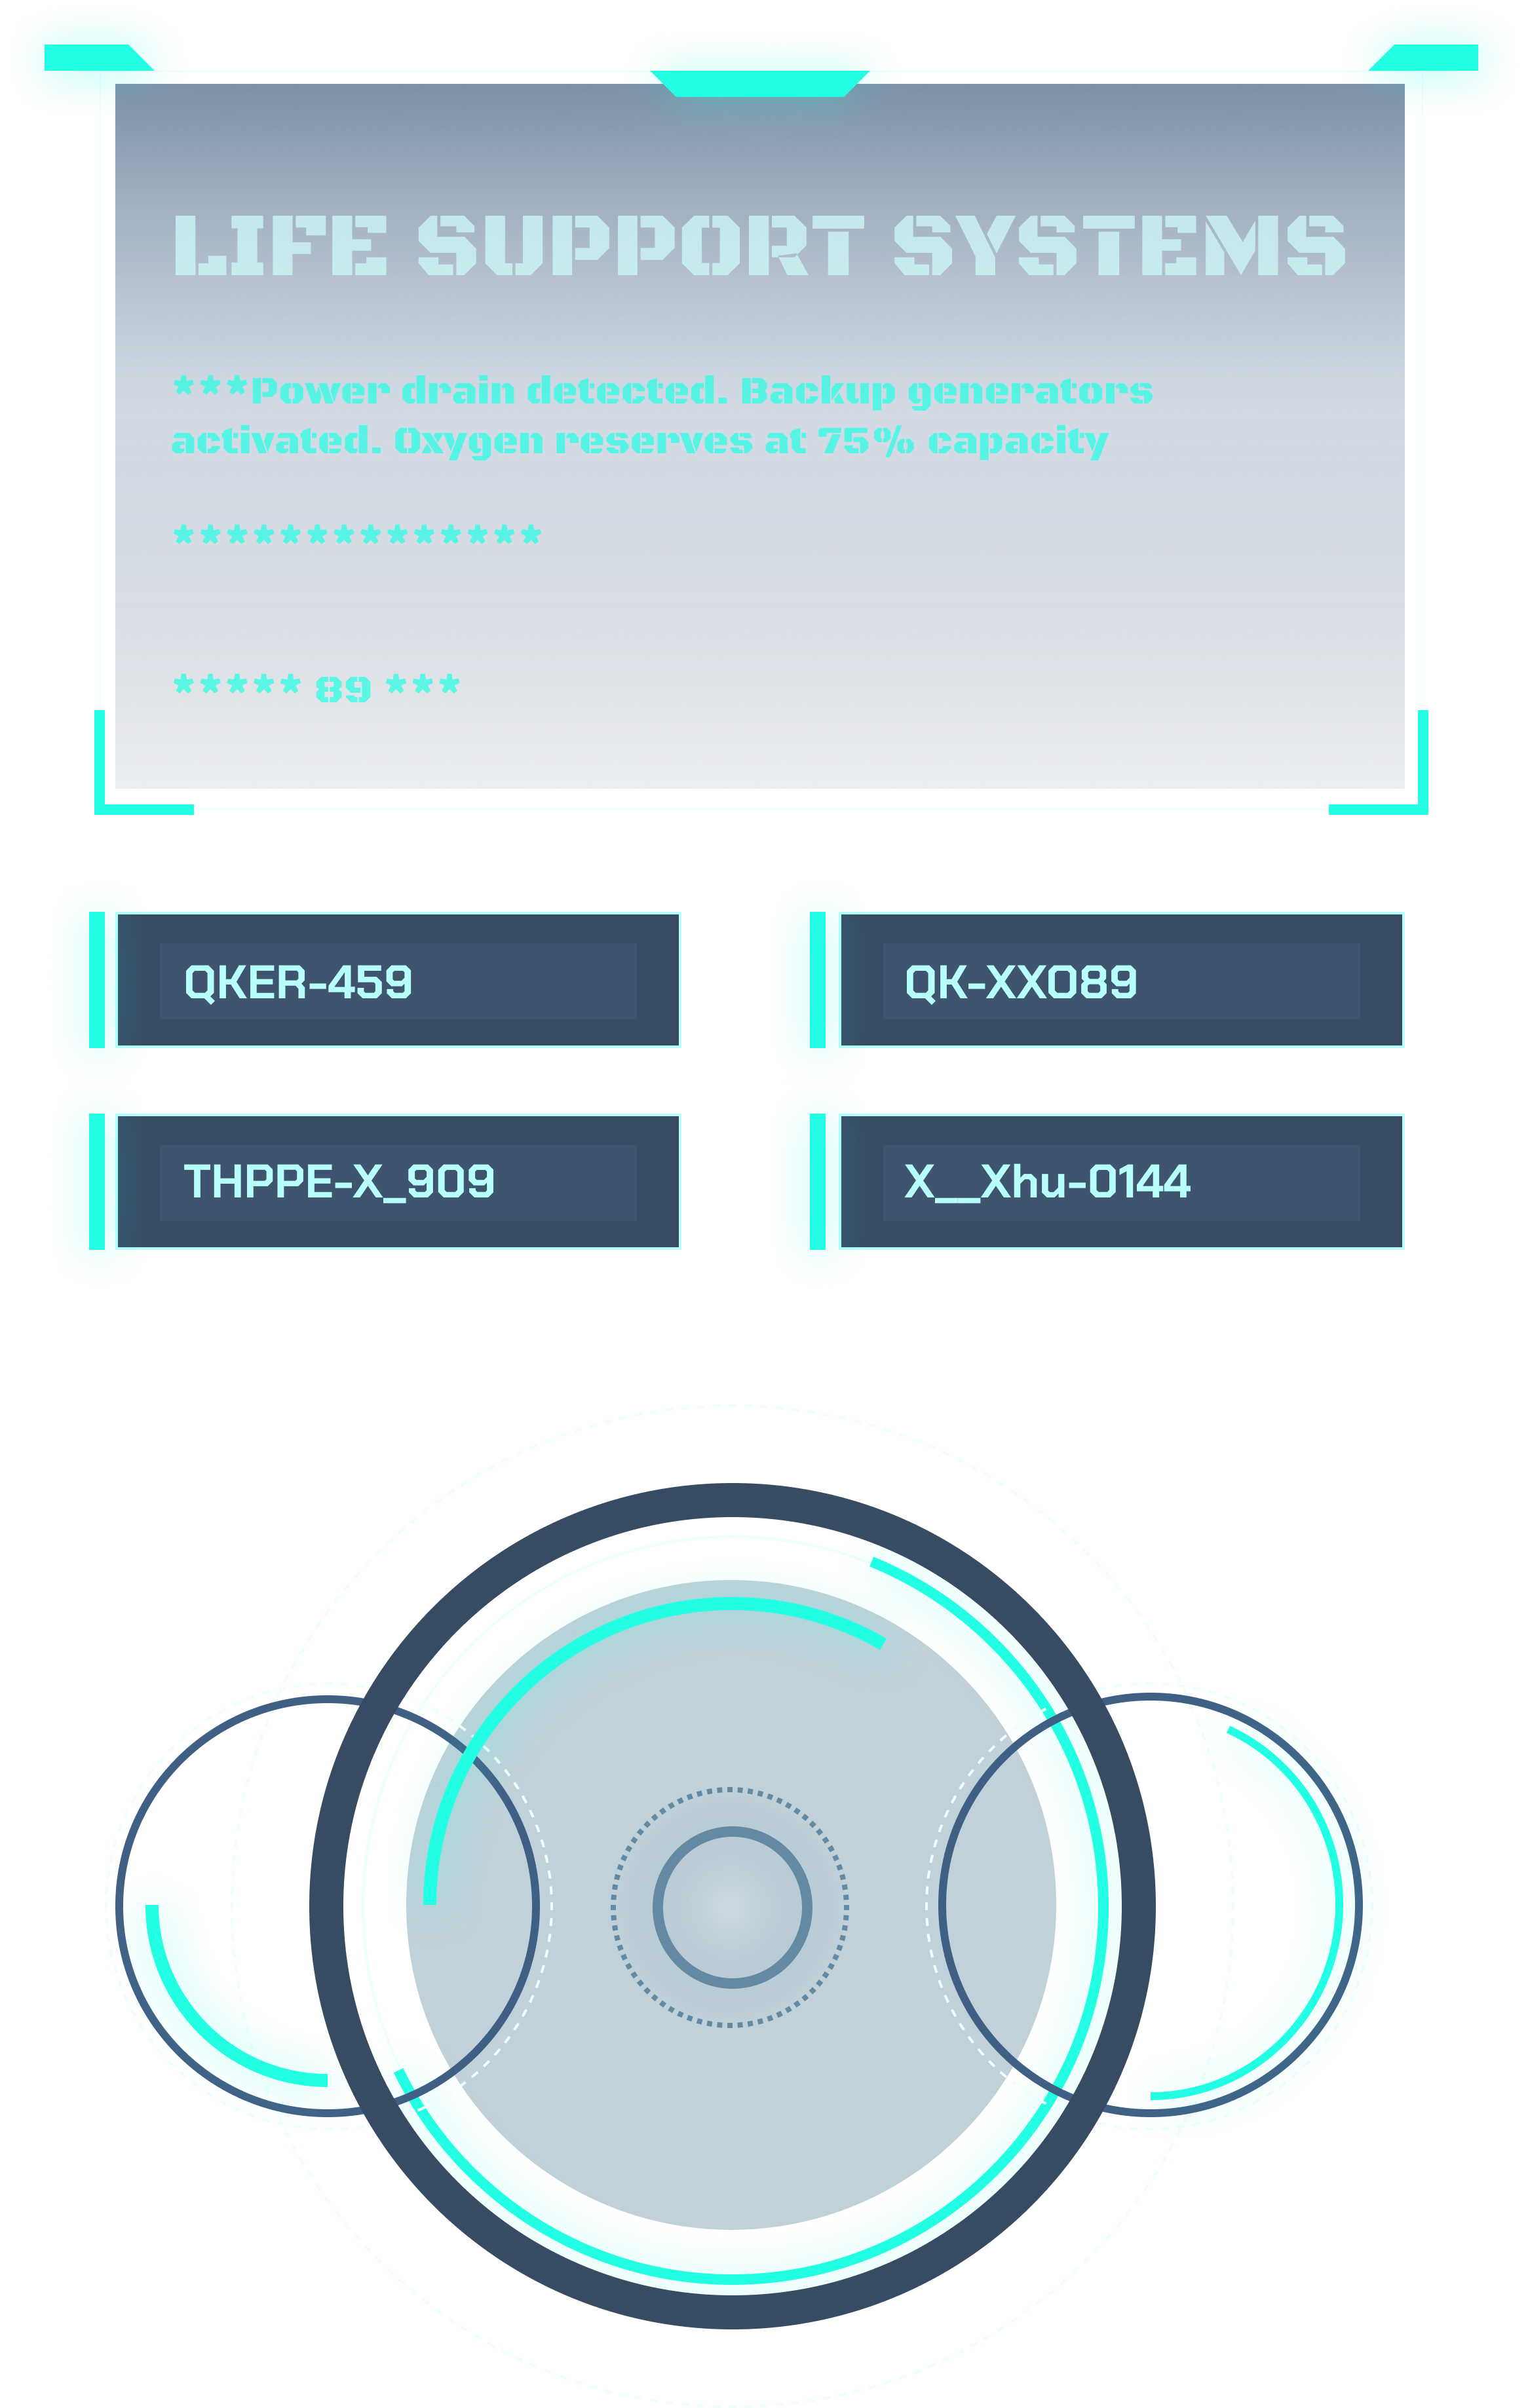 LIFE SUPPORT SYSTEMS
***Power drain detected. Backup generators
activated. Oxygen reserves at 75% capacity
**************
***** 89 ***
QKER-459
QK-XX089
THPPE-X_909
X__Xhu-0144